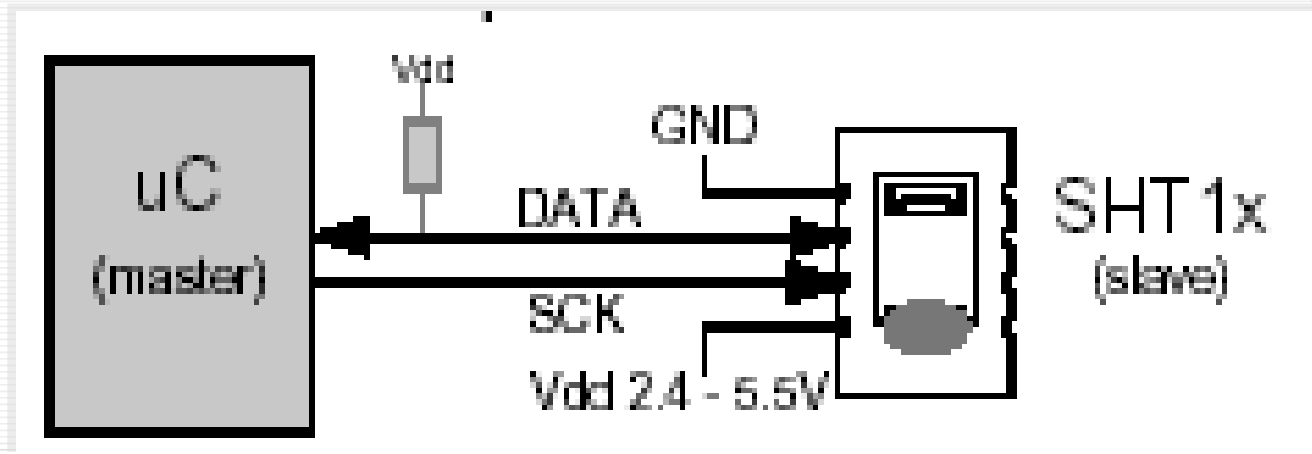 Vdd
GND
uC
(master)
DATA
SHT1x
(slave)
SCK
Vdd 2.4 - 5.5V